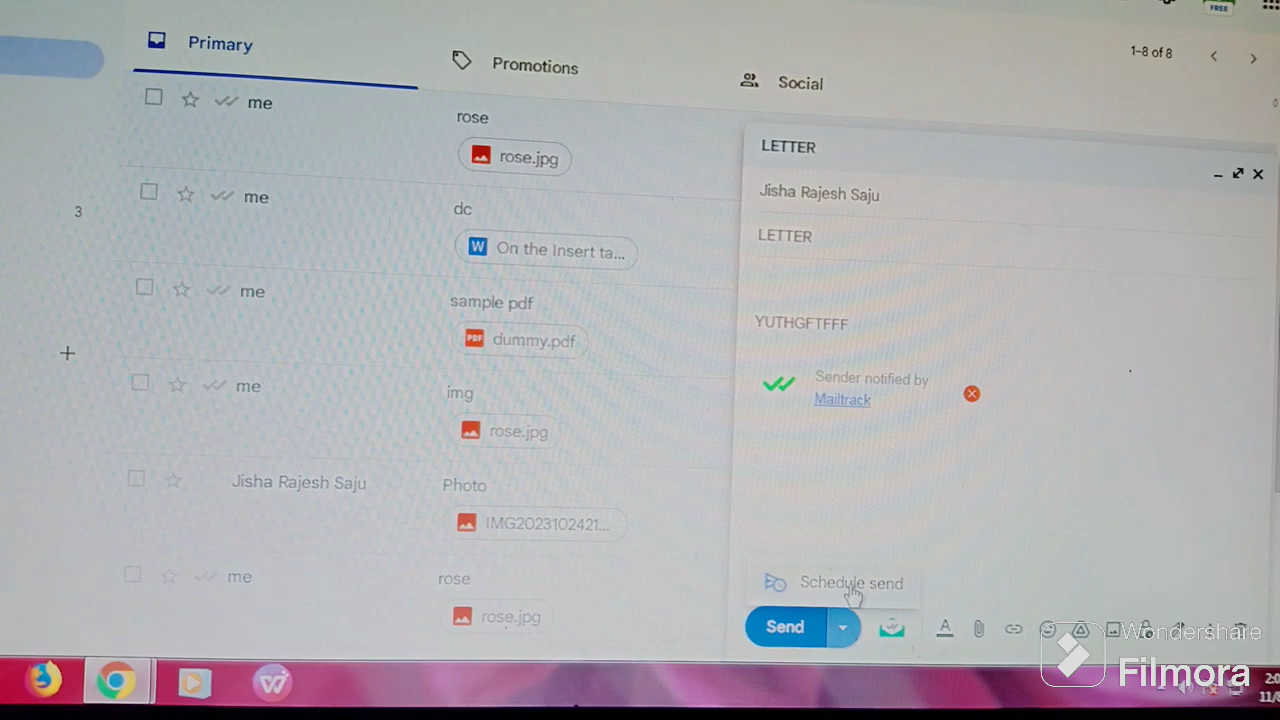 FREE
Primary
Promotions
Social
1-8 of 8
me
rose
rose.jpg
me
dc
W
On the Insert ta...
me
sample pdf
PDF
dummy.pdf
me
img
rose.jpg
Jisha Rajesh Saju
Photo
IMG2023102421...
me
rose
rose.jpg
3
LETTER
Jisha Rajesh Saju
LETTER
YUTHGFTFFF
Sender notified by
Mailtrack
Schedule send
Send
A
Wondershare
Filmora